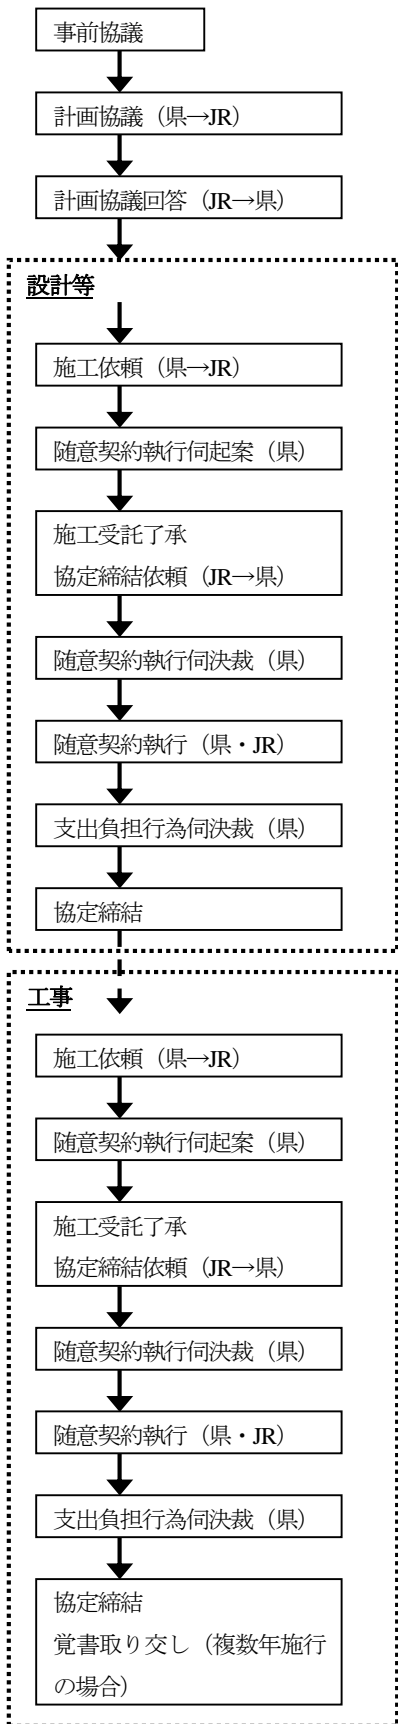 事前協議
計画協議（県→JR）
計画協議回答（JR→県）
設計等
施工依頼（県→JR）
随意契約執行伺起案（県）
施工受託了承
協定締結依頼（JR→県）
随意契約執行伺決裁（県）
随意契約執行（県・JR）
支出負担行為伺決裁（県）
協定締結
工事
施工依頼（県→JR）
随意契約執行伺起案（県）
施工受託了承
協定締結依頼（JR→県）
随意契約執行伺決裁（県）
随意契約執行（県・JR）
支出負担行為伺決裁（県）
協定締結
覚書取り交し（複数年施行
の場合）